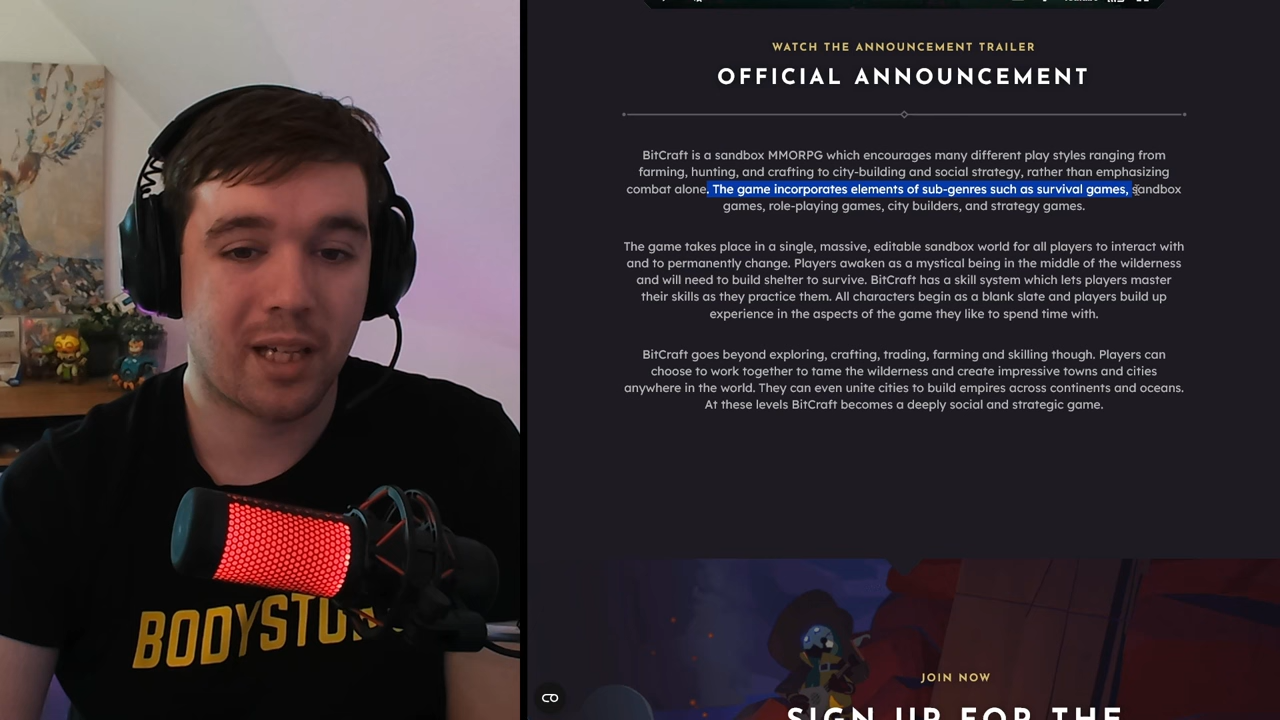 WATCH THE ANNOUNCEMENT TRAILER
OFFICIAL ANNOUNCEMENT
BitCraft is a sandbox MMORPG which encourages many different play styles ranging from
farming, hunting, and crafting to city-building and social strategy, rather than emphasizing
combat alone. The game incorporates elements of sub-genres such as survival games, sandbox
games, role-playing games, city builders, and strategy games.
The game takes place in a single, massive, editable sandbox world for all players to interact with
and to permanently change. Players awaken as a mystical being in the middle of the wilderness
and will need to build shelter to survive. BitCraft has a skill system which lets players master
their skills as they practice them. All characters begin as a blank slate and players build up
experience in the aspects of the game they like to spend time with.
BitCraft goes beyond exploring, crafting, trading, farming and skilling though. Players can
choose to work together to tame the wilderness and create impressive towns and cities
anywhere in the world. They can even unite cities to build empires across continents and oceans.
At these levels BitCraft becomes a deeply social and strategic game.
JOIN NOW
SIGN UP FOR THE